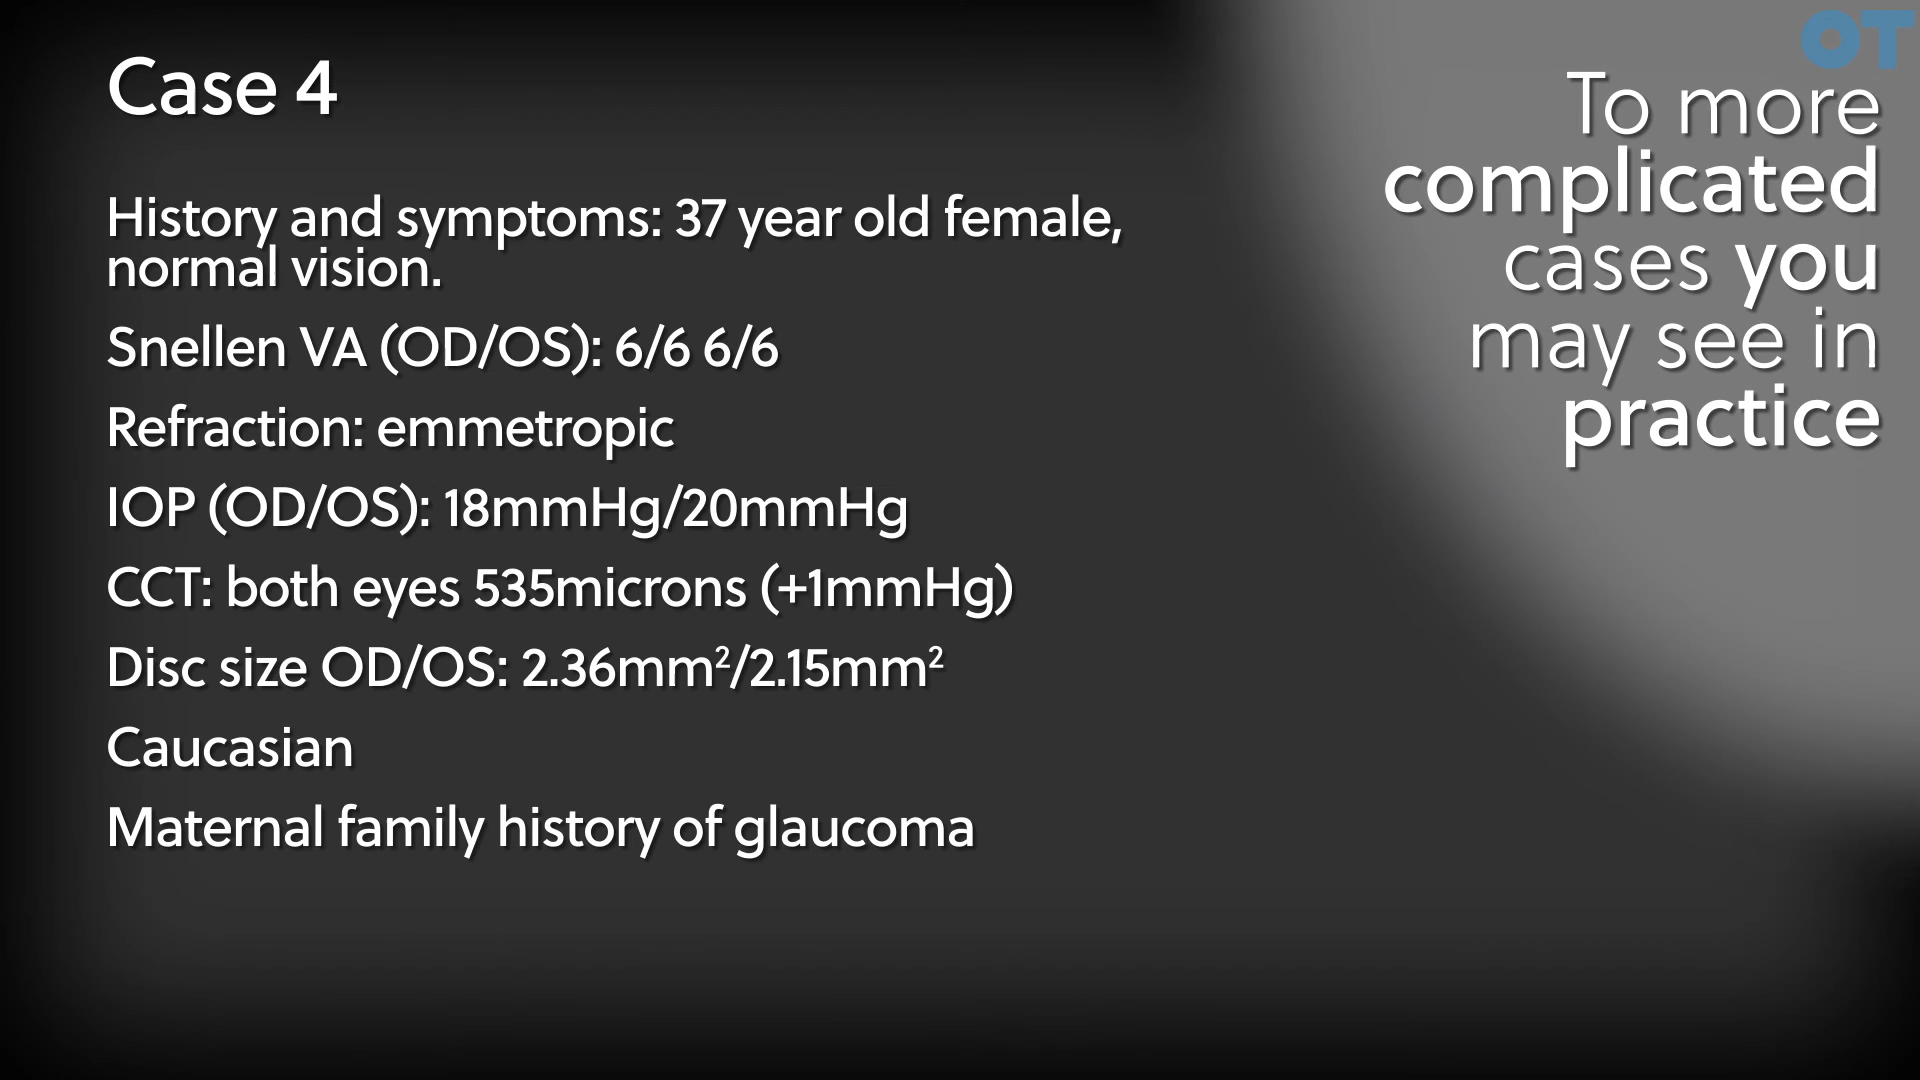 Case 4
History and symptoms: 37 year old female,
normal vision.
Snellen VA (OD/OS): 6/6 6/6
Refraction: emmetropic
IOP (OD/OS): 18mmHg/20mmHg
CCT: both eyes 535microns (+1mmHg)
Disc size OD/OS: 2.36mm²/2.15mm²
Caucasian
Maternal family history of glaucoma
OT
To more
complicated
cases you
may see in
practice